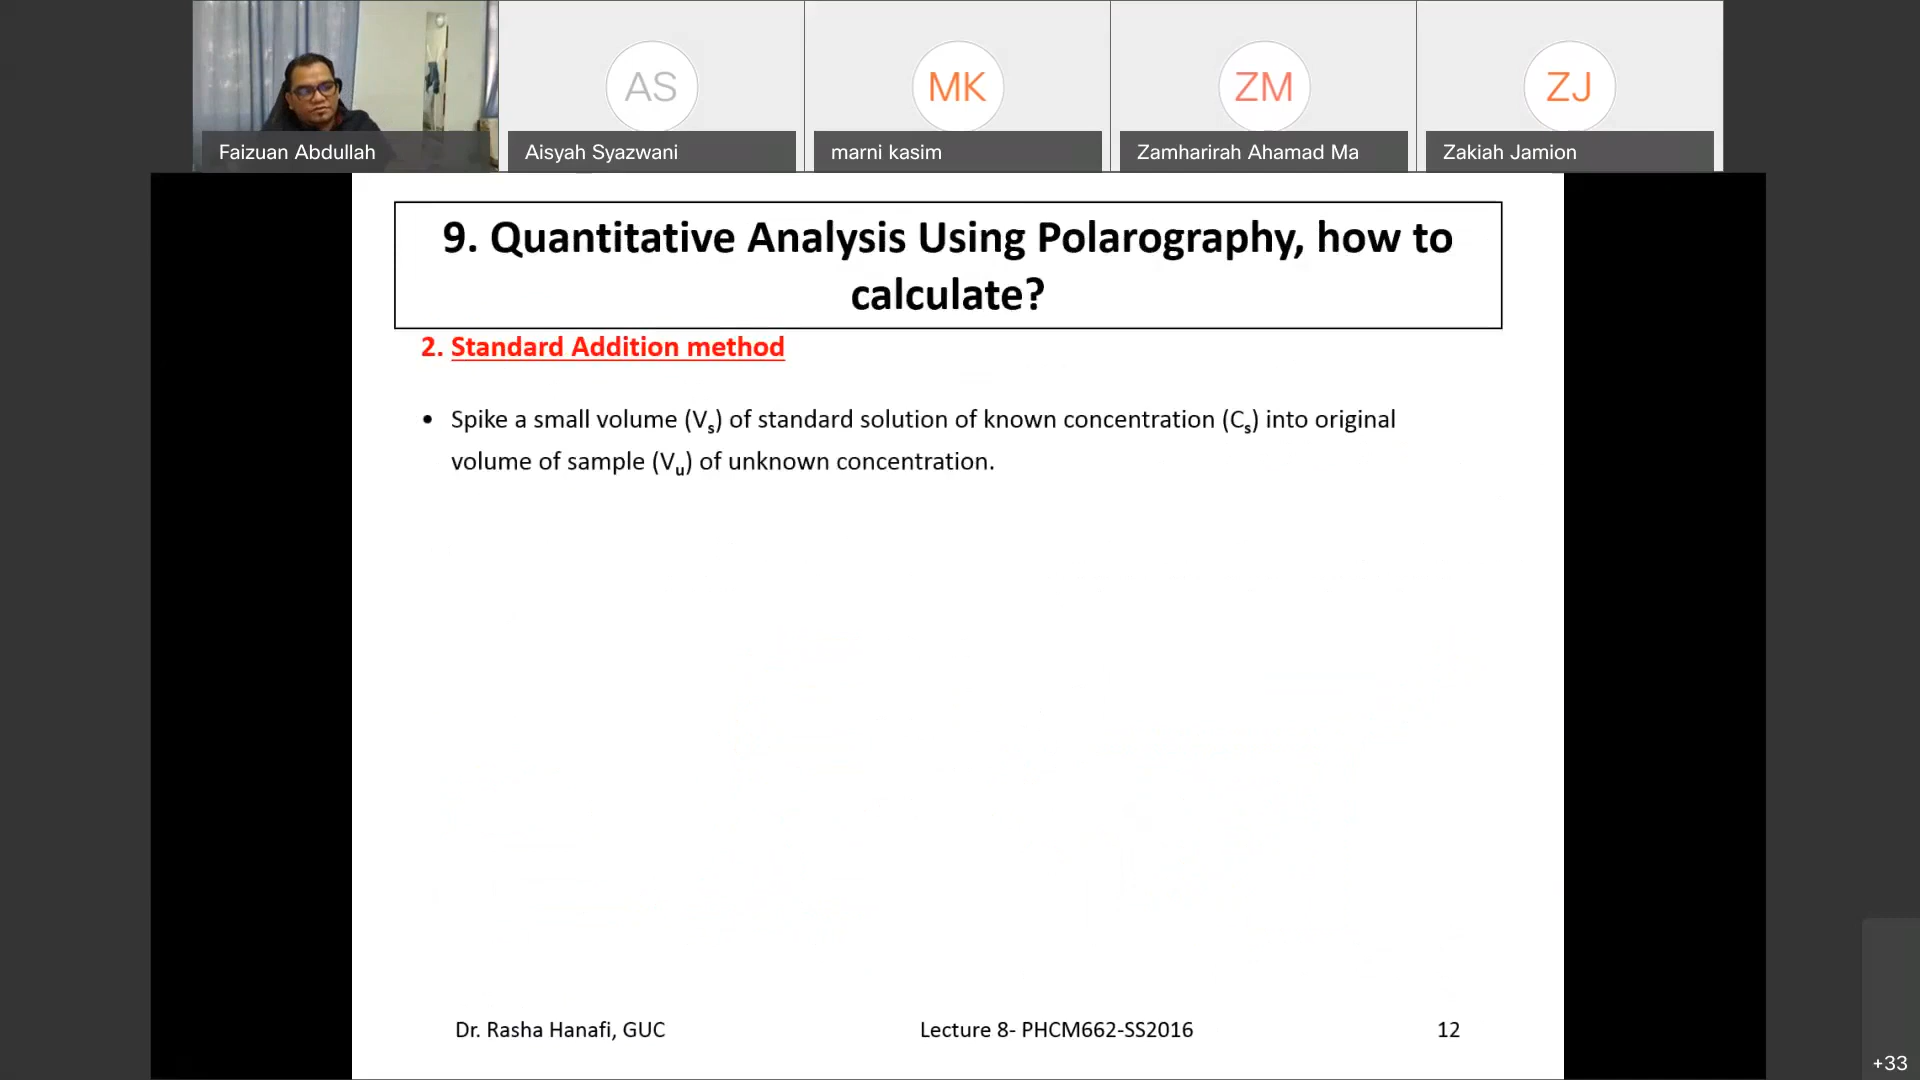 AS
MK
ZM
ZJ
Faizuan Abdullah
Aisyah Syazwani
marni kasim
Zamharirah Ahamad Ma
Zakiah Jamion
9. Quantitative Analysis Using Polarography, how to
calculate?
2. Standard Addition method
• Spike a small volume (Vs) of standard solution of known concentration (Cs) into original
volume of sample (Vu) of unknown concentration.
Dr. Rasha Hanafi, GUC
Lecture 8- PHCM662-SS2016
12
+33